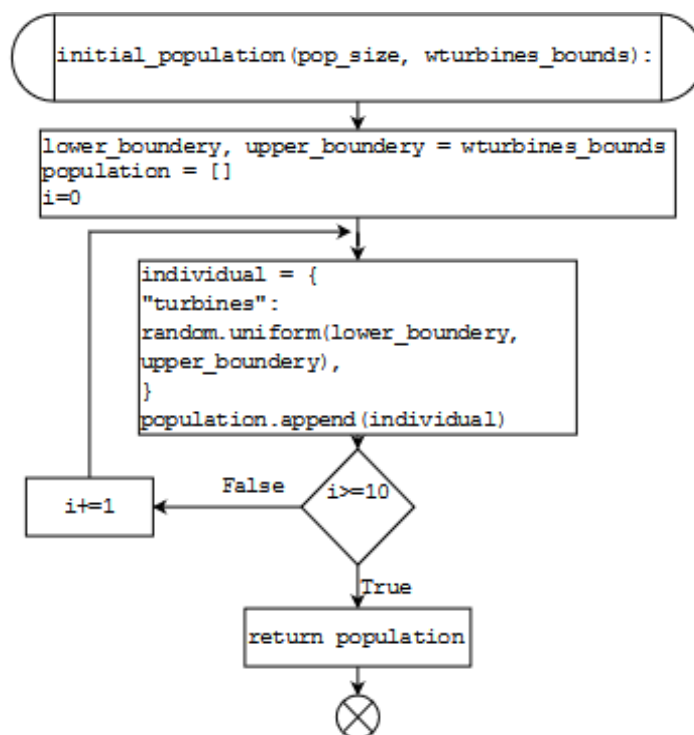 initial_population(pop_size, wturbines_bounds):
lower_boundery, upper_boundery = wturbines_bounds
population = []
i=0
individual = {
"turbines":
random.uniform(lower_boundery,
upper_boundery),
}
population.append(individual)
i>=10
False
i+=1
True
return population